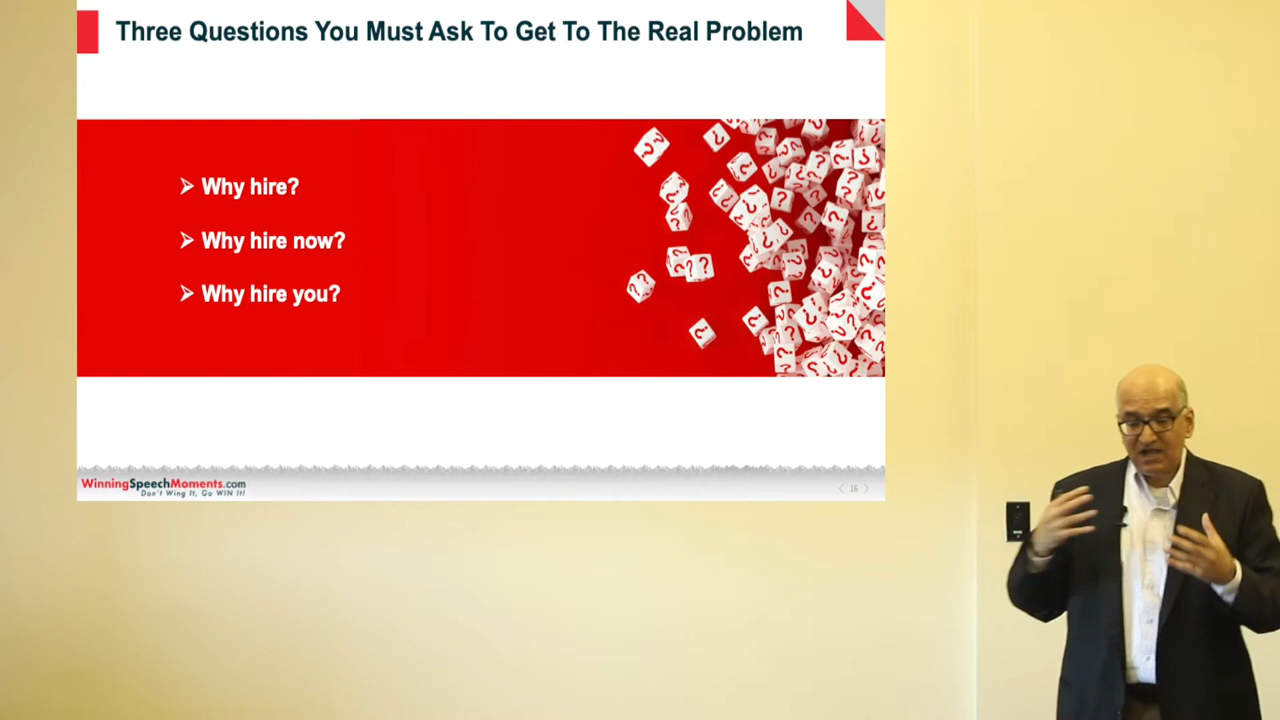 Three Questions You Must Ask To Get To The Real Problem
➢ Why hire?
➢ Why hire now?
➢ Why hire you?
WinningSpeechMoments.com
Don't Wing It, Go WIN It!
16